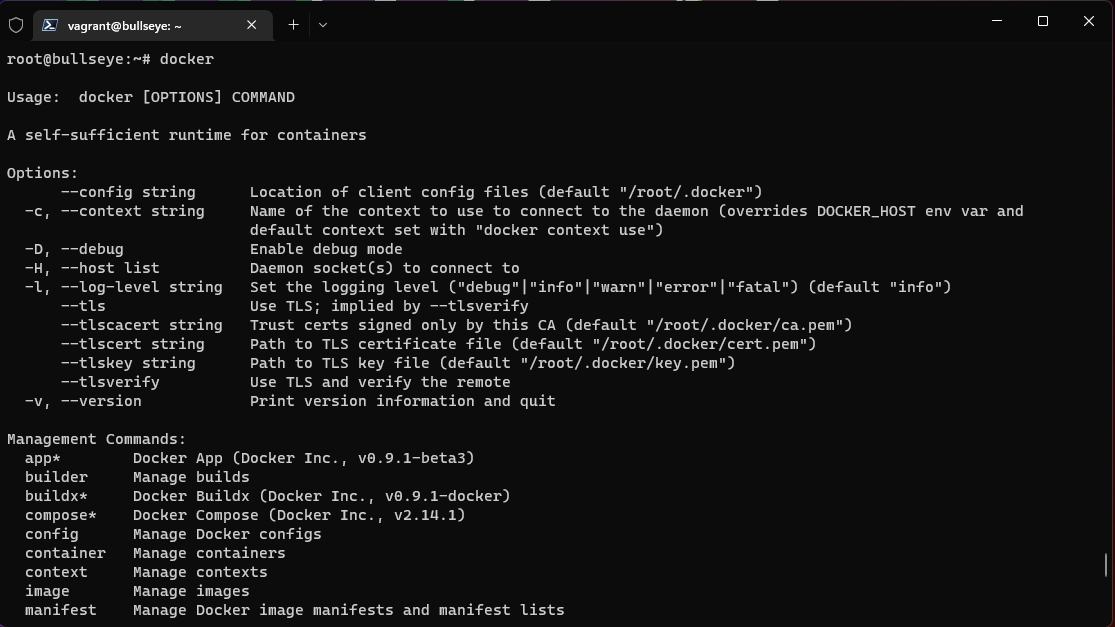 vagrant@bullseye: ~
root@bullseye:~# docker
Usage:  docker [OPTIONS] COMMAND
A self-sufficient runtime for containers
Options:
      --config string      Location of client config files (default "/root/.docker")
  -c, --context string     Name of the context to use to connect to the daemon (overrides DOCKER_HOST env var and
                           default context set with "docker context use")
  -D, --debug              Enable debug mode
  -H, --host list          Daemon socket(s) to connect to
  -l, --log-level string   Set the logging level ("debug"|"info"|"warn"|"error"|"fatal") (default "info")
      --tls                Use TLS; implied by --tlsverify
      --tlscacert string   Trust certs signed only by this CA (default "/root/.docker/ca.pem")
      --tlscert string     Path to TLS certificate file (default "/root/.docker/cert.pem")
      --tlskey string      Path to TLS key file (default "/root/.docker/key.pem")
      --tlsverify          Use TLS and verify the remote
  -v, --version            Print version information and quit
Management Commands:
  app*        Docker App (Docker Inc., v0.9.1-beta3)
  builder     Manage builds
  buildx*     Docker Buildx (Docker Inc., v0.9.1-docker)
  compose*    Docker Compose (Docker Inc., v2.14.1)
  config      Manage Docker configs
  container   Manage containers
  context     Manage contexts
  image       Manage images
  manifest    Manage Docker image manifests and manifest lists